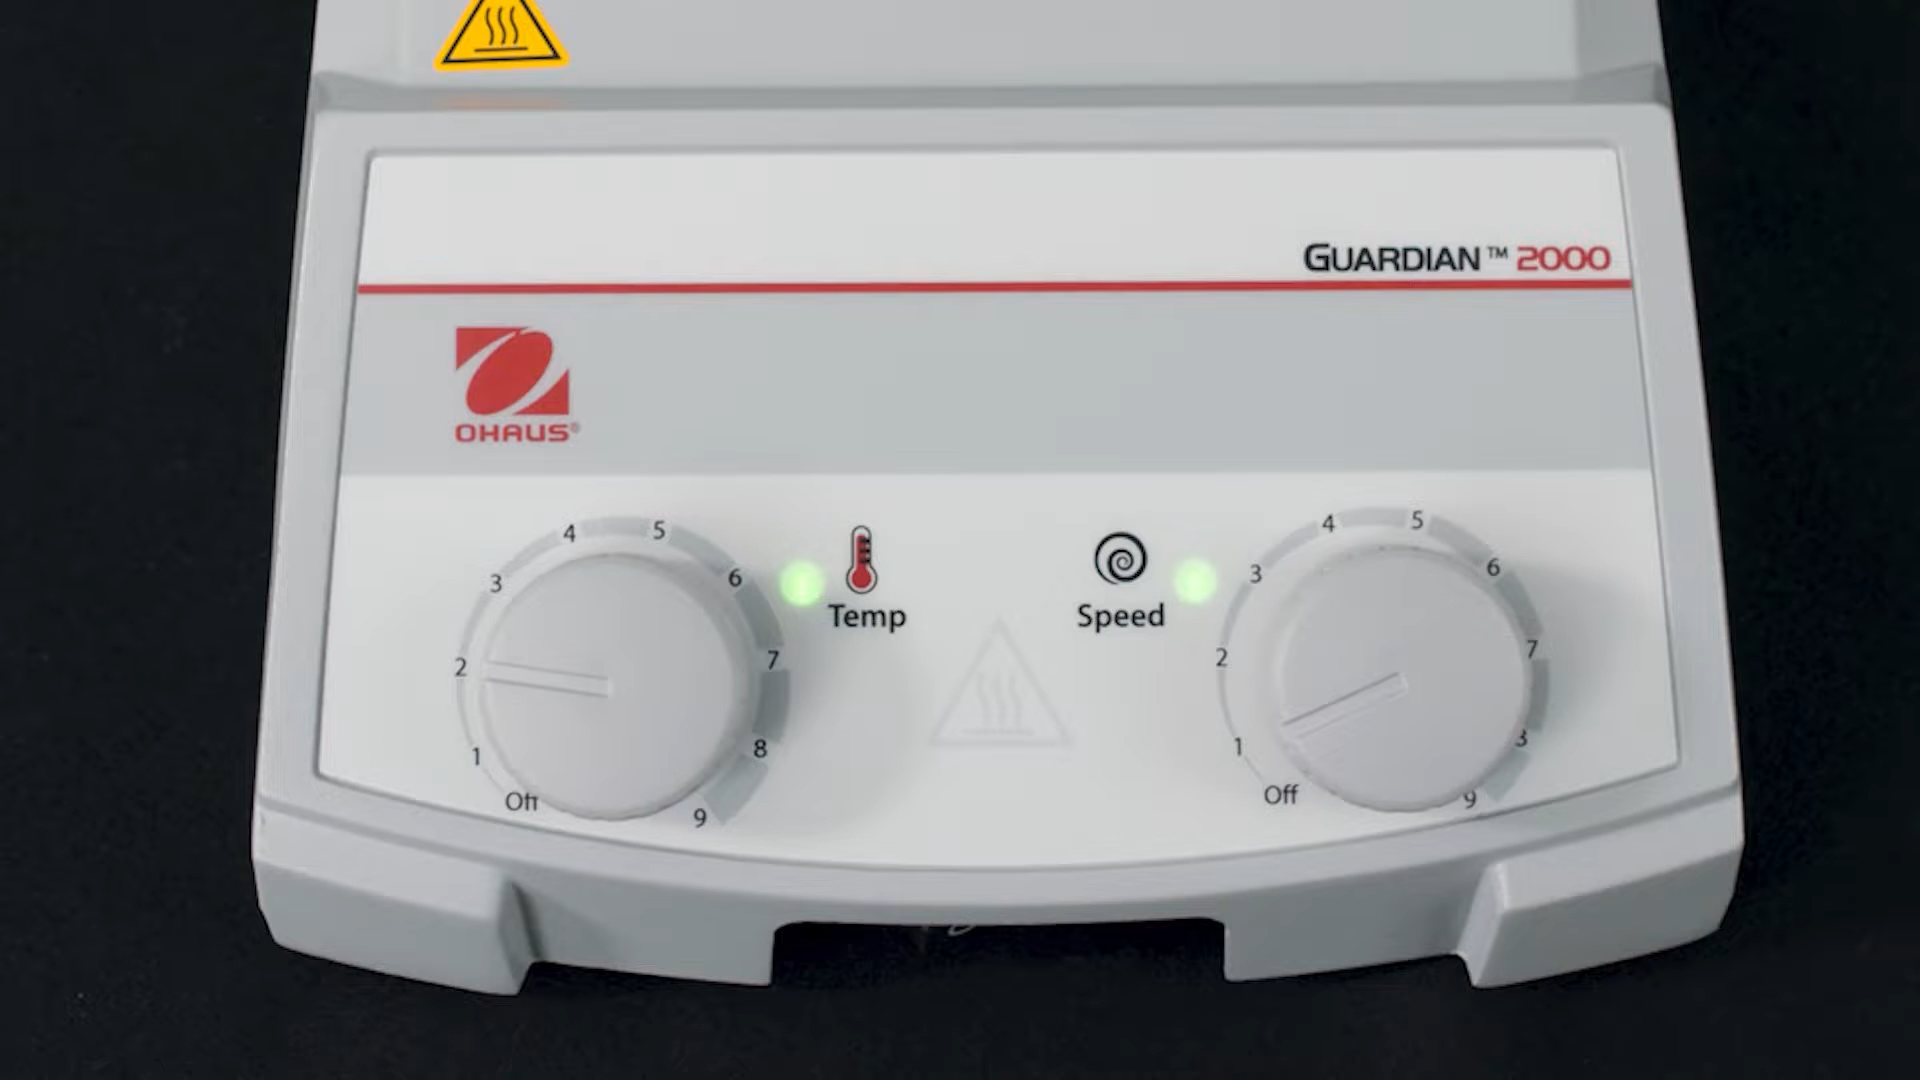 GUARDIAN™ 2000
OHAUS®
4 5
3 6
2 7
1 8
Off 9
Temp
Speed
4 5
3 6
2 7
1 8
Off 9